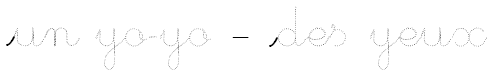 un yo-yo – des yeux